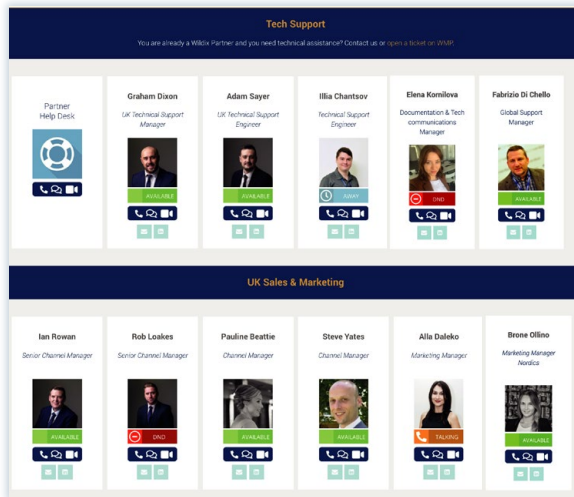 Tech Support
You are already a Wildix Partner and you need technical assistance? Contact us or open a ticket on WMP.
Partner
Help Desk
Graham Dixon
UK Technical Support
Manager
AVAILABLE
Adam Sayer
UK Technical Support
Engineer
AVAILABLE
Illia Chantsov
Technical Support
Engineer
AWAY
Elena Kornilova
Documentation & Tech
communications
Manager
DND
Fabrizio Di Chello
Global Support
Manager
AVAILABLE
UK Sales & Marketing
Ian Rowan
Senior Channel Manager
AVAILABLE
Rob Loakes
Senior Channel Manager
DND
Pauline Beattie
Channel Manager
AVAILABLE
Steve Yates
Channel Manager
AVAILABLE
Alla Daleko
Marketing Manager
TALKING
Brone Ollino
Marketing Manager
Nordics
AVAILABLE